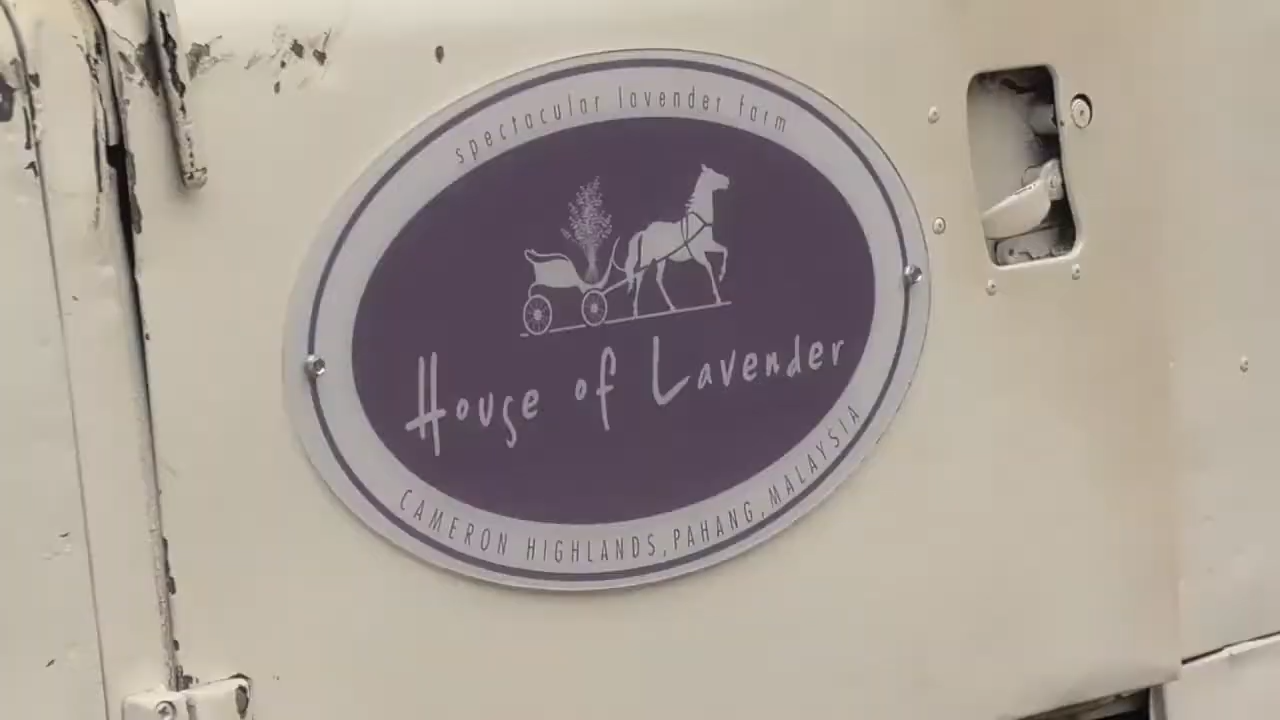 spectacular lavender farm
House of Lavender
CAMERON HIGHLANDS, PAHANG, MALAYSIA